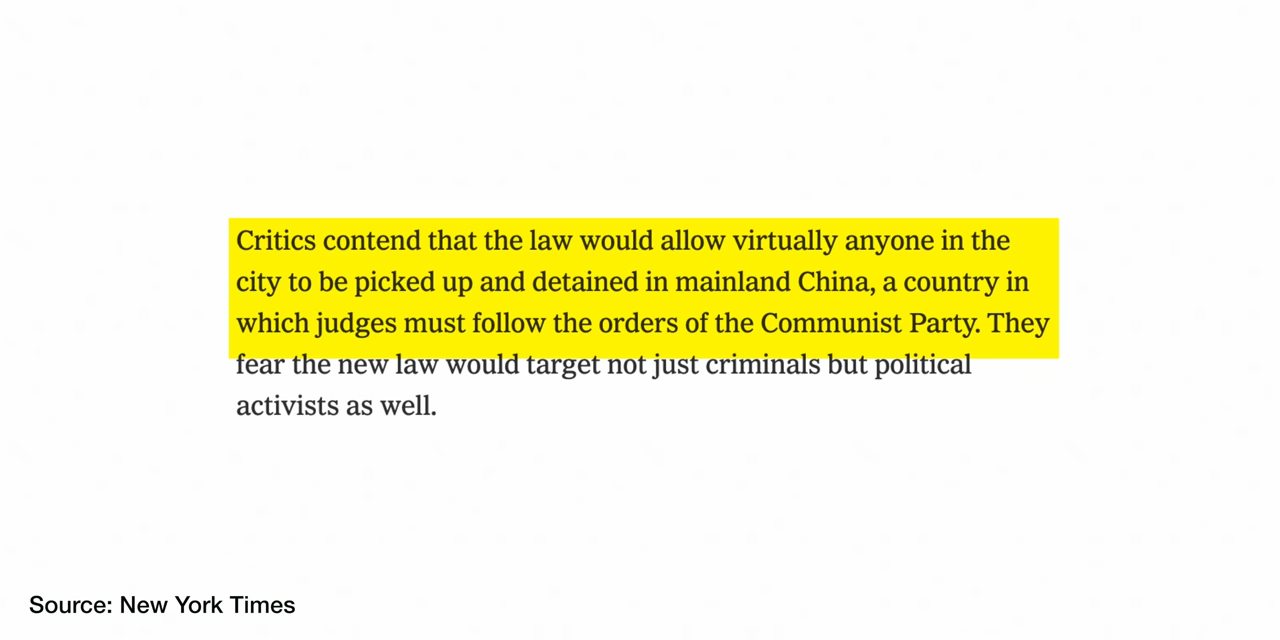 Critics contend that the law would allow virtually anyone in the
city to be picked up and detained in mainland China, a country in
which judges must follow the orders of the Communist Party. They
fear the new law would target not just criminals but political
activists as well.
Source: New York Times